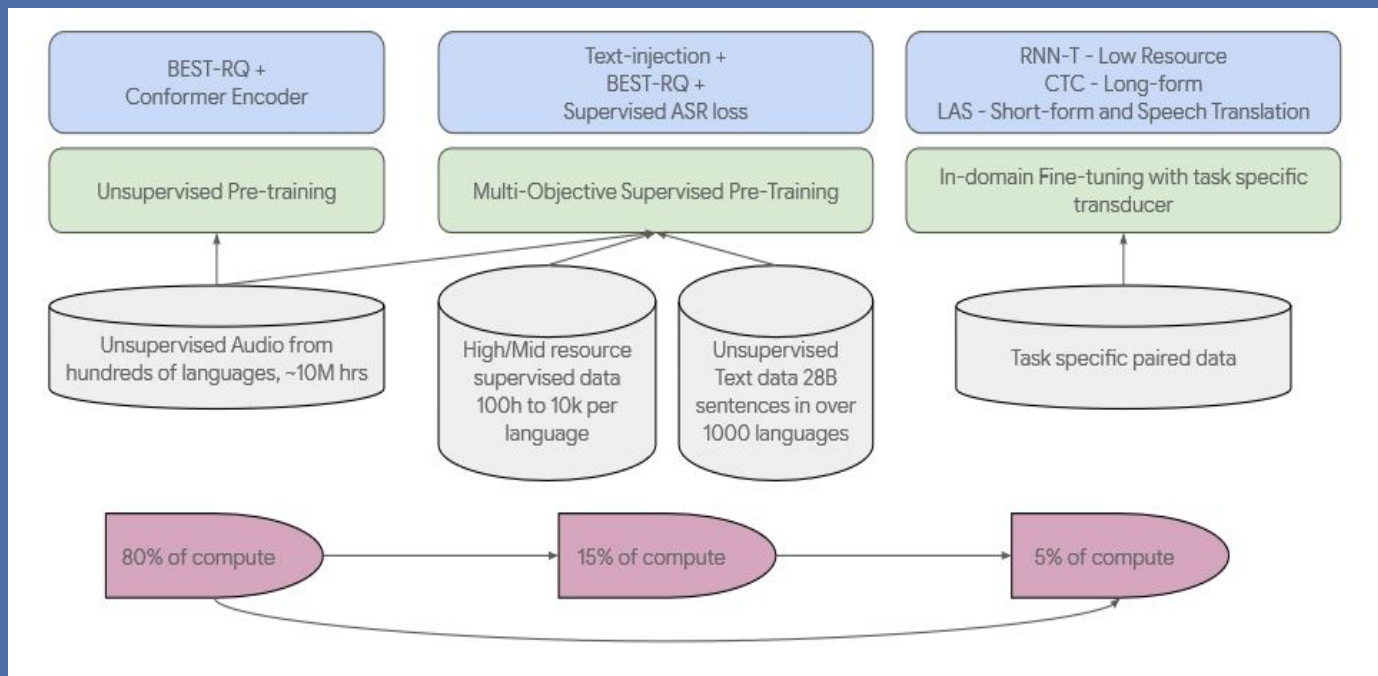 BEST-RQ +
Conformer Encoder
Text-injection +
BEST-RQ +
Supervised ASR loss
RNN-T - Low Resource
CTC - Long-form
LAS - Short-form and Speech Translation
Unsupervised Pre-training
Multi-Objective Supervised Pre-Training
In-domain Fine-tuning with task specific
transducer
Unsupervised Audio from
hundreds of languages, ~10M hrs
High/Mid resource
supervised data
100h to 10k per
language
Unsupervised
Text data 28B
sentences in over
1000 languages
Task specific paired data
80% of compute
15% of compute
5% of compute